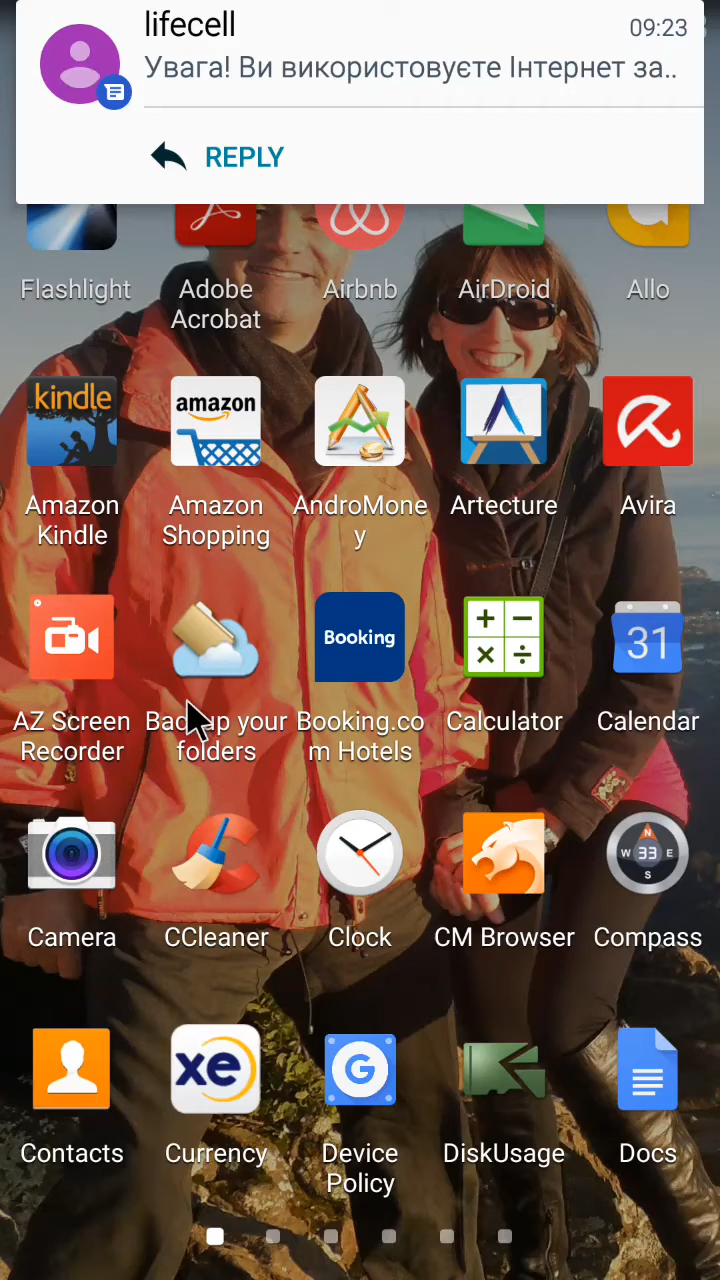 lifecell 09:23
Увага! Ви використовуєте Інтернет за..
REPLY
Flashlight Adobe Acrobat Airbnb AirDroid Allo
kindle amazon
Amazon Kindle Amazon Shopping AndroMoney Artecture Avira
Booking + − × ÷ 31
AZ Screen Recorder Backup your folders Booking.com Hotels Calculator Calendar
N W 33 E S
Camera CCleaner Clock CM Browser Compass
xe G
Contacts Currency Device Policy DiskUsage Docs